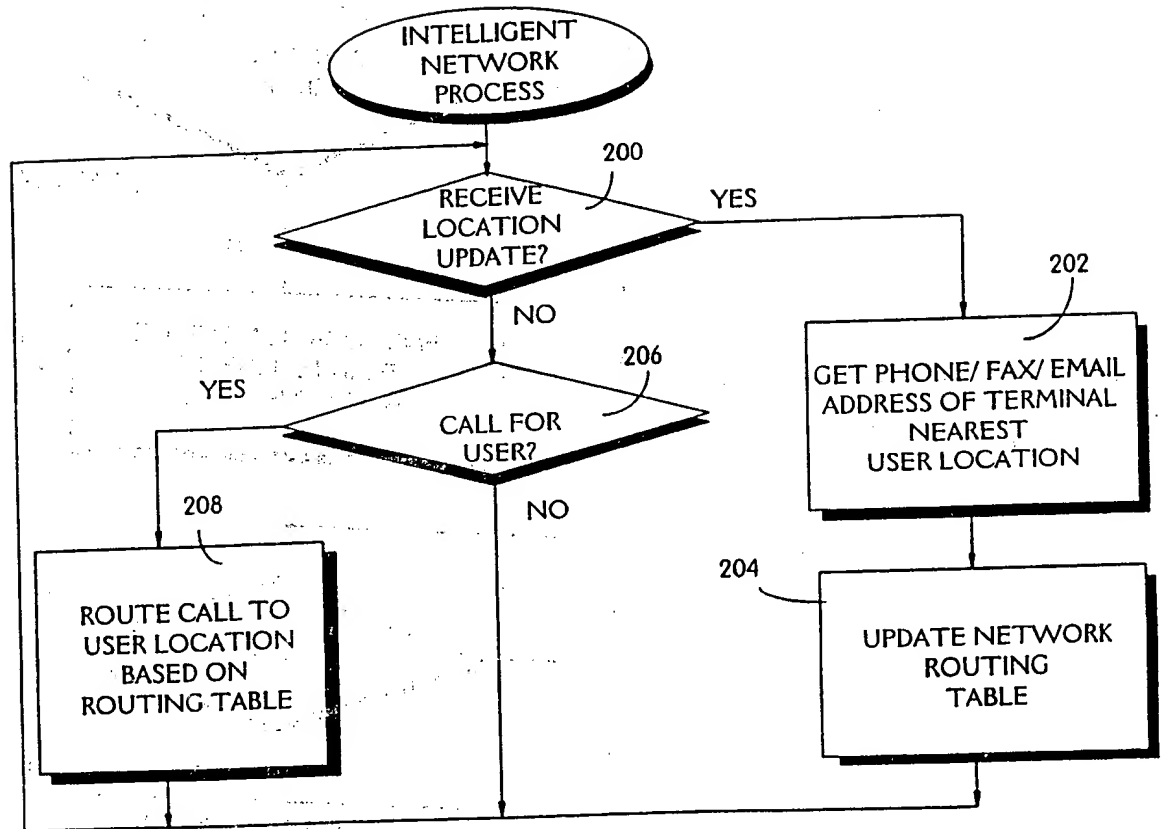 INTELLIGENT
NETWORK
PROCESS
200
RECEIVE
LOCATION
UPDATE?
YES
NO
202
GET PHONE/ FAX/ EMAIL
ADDRESS OF TERMINAL
NEAREST
USER LOCATION
206
YES
CALL FOR
USER?
NO
208
ROUTE CALL TO
USER LOCATION
BASED ON
ROUTING TABLE
204
UPDATE NETWORK
ROUTING
TABLE